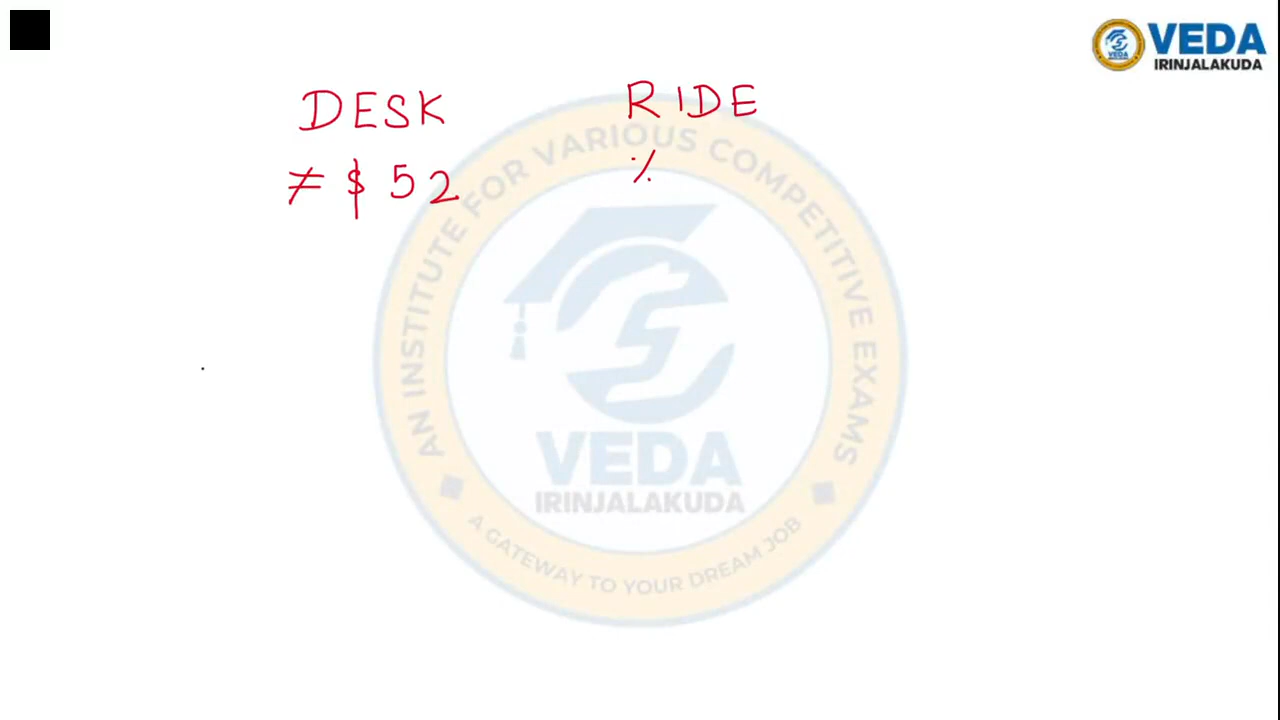 VEDA
IRINJALAKUDA
DESK RIDE
≠ $ 5 2 %
AN INSTITUTE FOR VARIOUS COMPETITIVE EXAMS
VEDA
IRINJALAKUDA
A GATEWAY TO YOUR DREAM JOB